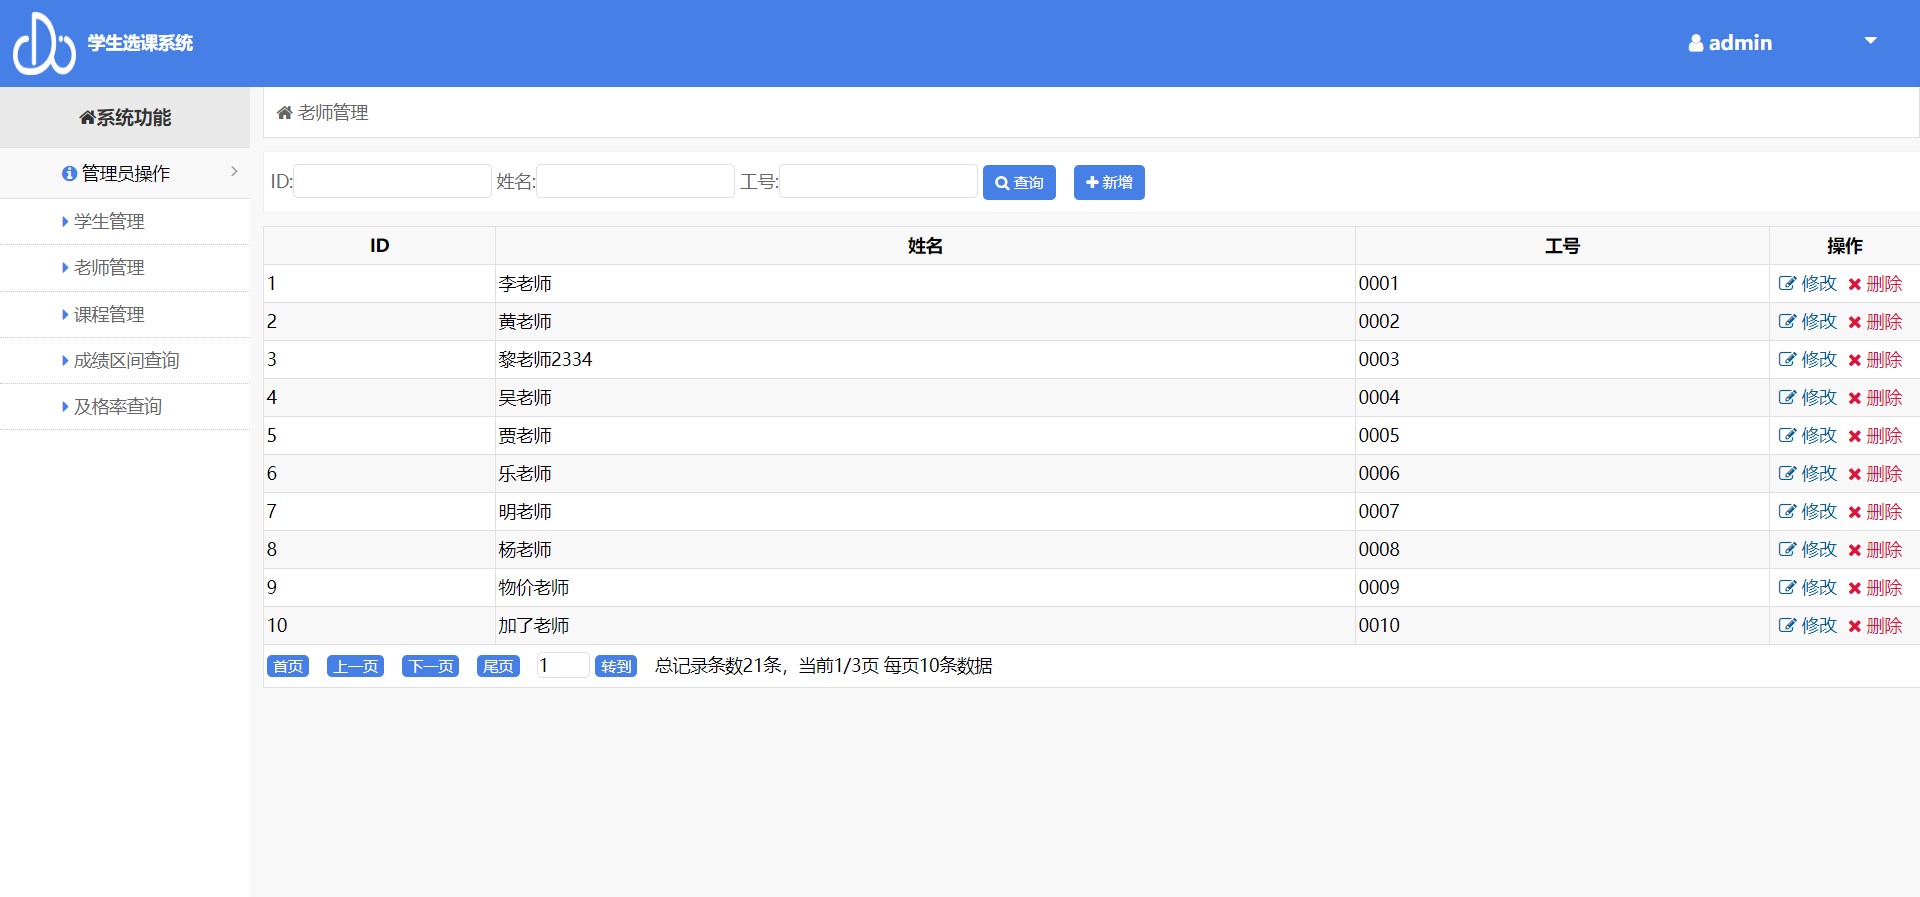 学生选课系统
admin
系统功能
管理员操作
学生管理
老师管理
课程管理
成绩区间查询
及格率查询
老师管理
ID: 姓名: 工号: 查询 新增
ID 姓名 工号 操作
1 李老师 0001 修改 删除
2 黄老师 0002 修改 删除
3 黎老师2334 0003 修改 删除
4 吴老师 0004 修改 删除
5 贾老师 0005 修改 删除
6 乐老师 0006 修改 删除
7 明老师 0007 修改 删除
8 杨老师 0008 修改 删除
9 物价老师 0009 修改 删除
10 加了老师 0010 修改 删除
首页 上一页 下一页 尾页 1 转到 总记录条数21条，当前1/3页 每页10条数据